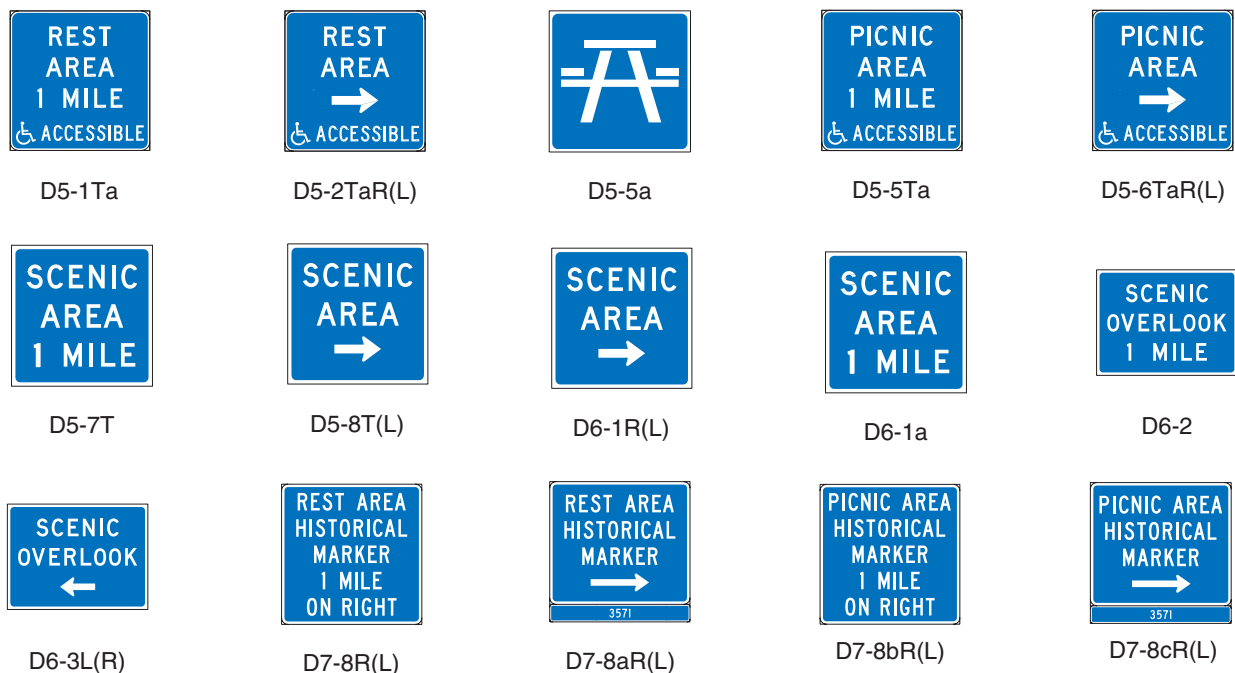 REST
AREA
1 MILE
♿ ACCESSIBLE
D5-1Ta
REST
AREA
→
♿ ACCESSIBLE
D5-2TaR(L)
D5-5a
PICNIC
AREA
1 MILE
♿ ACCESSIBLE
D5-5Ta
PICNIC
AREA
→
♿ ACCESSIBLE
D5-6TaR(L)
SCENIC
AREA
1 MILE
D5-7T
SCENIC
AREA
→
D5-8T(L)
SCENIC
AREA
→
D6-1R(L)
SCENIC
AREA
1 MILE
D6-1a
SCENIC
OVERLOOK
1 MILE
D6-2
SCENIC
OVERLOOK
←
D6-3L(R)
REST AREA
HISTORICAL
MARKER
1 MILE
ON RIGHT
D7-8R(L)
REST AREA
HISTORICAL
MARKER
→
3571
D7-8aR(L)
PICNIC AREA
HISTORICAL
MARKER
1 MILE
ON RIGHT
D7-8bR(L)
PICNIC AREA
HISTORICAL
MARKER
→
3571
D7-8cR(L)